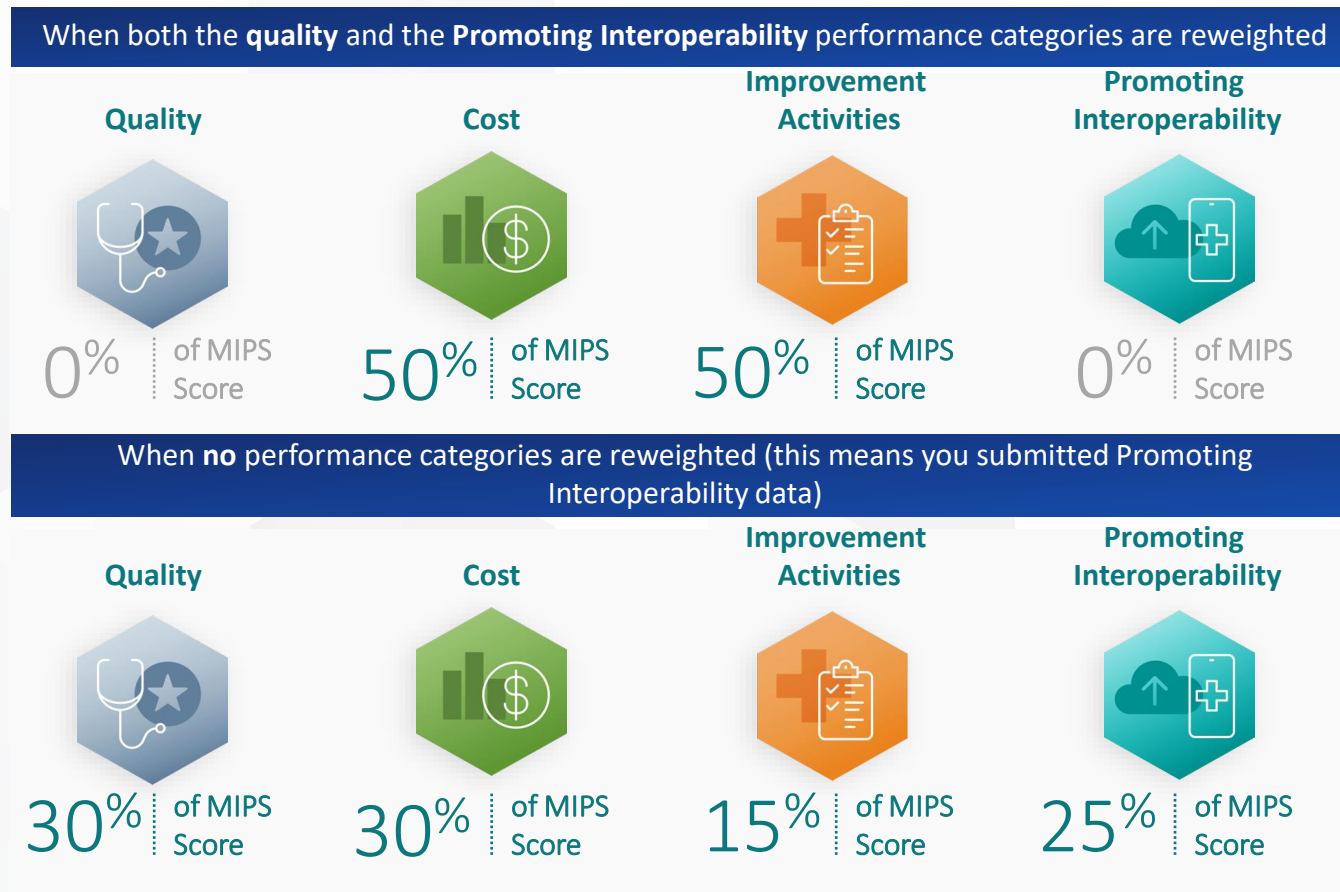 When both the quality and the Promoting Interoperability performance categories are reweighted
Quality
Cost
Improvement
Activities
Promoting
Interoperability
0% of MIPS
Score
50% of MIPS
Score
50% of MIPS
Score
0% of MIPS
Score
When no performance categories are reweighted (this means you submitted Promoting
Interoperability data)
Quality
Cost
Improvement
Activities
Promoting
Interoperability
30% of MIPS
Score
30% of MIPS
Score
15% of MIPS
Score
25% of MIPS
Score